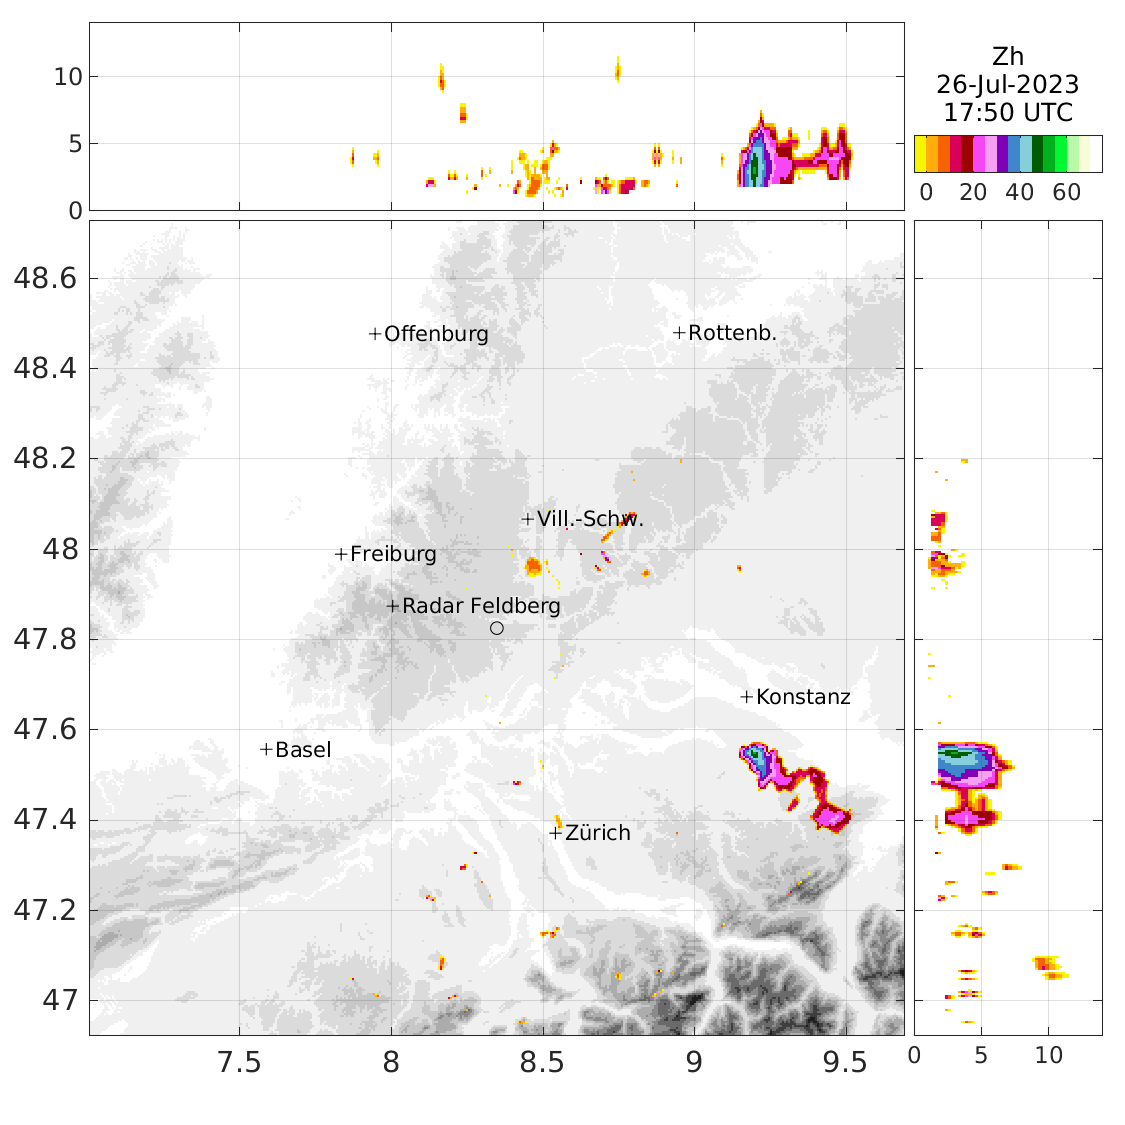 10
5
0
Zh
26-Jul-2023
17:50 UTC
0 20 40 60
48.6
48.4
48.2
48
47.8
47.6
47.4
47.2
47
+Offenburg
+Rottenb.
+Vill.-Schw.
+Freiburg
+Radar Feldberg
+Konstanz
+Basel
+Zürich
7.5 8 8.5 9 9.5
0 5 10